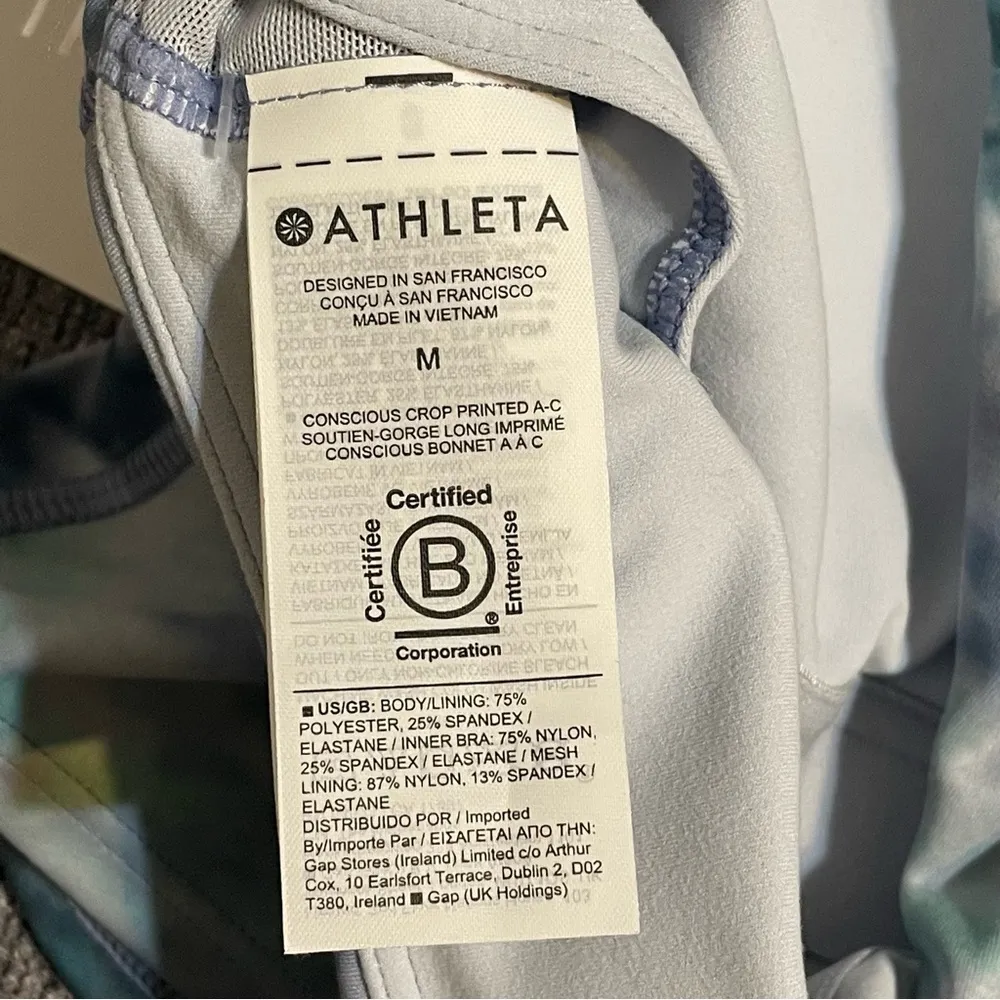 ATHLETA
DESIGNED IN SAN FRANCISCO
CONÇU À SAN FRANCISCO
MADE IN VIETNAM
M
CONSCIOUS CROP PRINTED A-C
SOUTIEN-GORGE LONG IMPRIMÉ
CONSCIOUS BONNET A À C
Certified
Certifiée
B
Entreprise
®
Corporation
US/GB: BODY/LINING: 75%
POLYESTER, 25% SPANDEX /
ELASTANE / INNER BRA: 75% NYLON,
25% SPANDEX / ELASTANE / MESH
LINING: 87% NYLON, 13% SPANDEX /
ELASTANE
DISTRIBUIDO POR / Imported
By/Importe Par / ΕΙΣΑΓΕΤΑΙ ΑΠΟ ΤΗΝ:
Gap Stores (Ireland) Limited c/o Arthur
Cox, 10 Earlsfort Terrace, Dublin 2, D02
T380, Ireland Gap (UK Holdings)